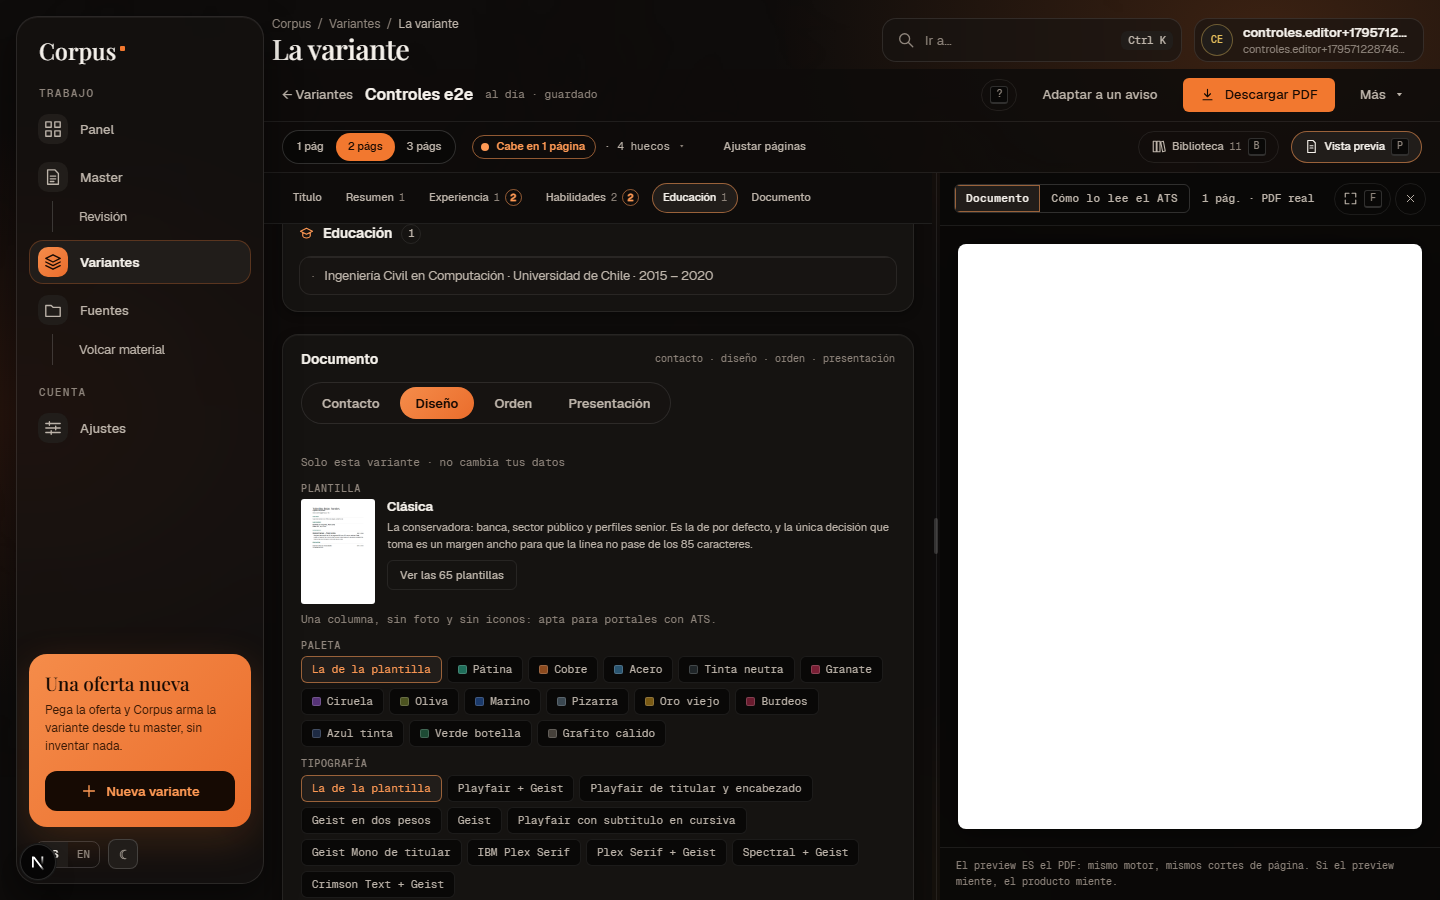 Corpus
TRABAJO
Panel
Master
Revisión
Variantes
Fuentes
Volcar material
CUENTA
Ajustes
Una oferta nueva
Pega la oferta y Corpus arma la
variante desde tu master, sin
inventar nada.
Nueva variante
EN
Corpus / Variantes / La variante
La variante
Ir a...
Ctrl K
CE
controles.editor+1795712...
controles.editor+179571228746...
← Variantes
Controles e2e
al día · guardado
?
Adaptar a un aviso
Descargar PDF
Más
1 pág
2 págs
3 págs
Cabe en 1 página
· 4 huecos
Ajustar páginas
Biblioteca 11 B
Vista previa P
Título
Resumen 1
Experiencia 1 2
Habilidades 2 2
Educación 1
Documento
Educación 1
· Ingeniería Civil en Computación · Universidad de Chile · 2015 – 2020
Documento
contacto · diseño · orden · presentación
Contacto
Diseño
Orden
Presentación
Solo esta variante · no cambia tus datos
PLANTILLA
Clásica
La conservadora: banca, sector público y perfiles senior. Es la de por defecto, y la única decisión que
toma es un margen ancho para que la línea no pase de los 85 caracteres.
Ver las 65 plantillas
Una columna, sin foto y sin iconos: apta para portales con ATS.
PALETA
La de la plantilla
Pátina
Cobre
Acero
Tinta neutra
Granate
Ciruela
Oliva
Marino
Pizarra
Oro viejo
Burdeos
Azul tinta
Verde botella
Grafito cálido
TIPOGRAFÍA
La de la plantilla
Playfair + Geist
Playfair de titular y encabezado
Geist en dos pesos
Geist
Playfair con subtítulo en cursiva
Geist Mono de titular
IBM Plex Serif
Plex Serif + Geist
Spectral + Geist
Crimson Text + Geist
Documento
Cómo lo lee el ATS
1 pág. · PDF real
F
El preview ES el PDF: mismo motor, mismos cortes de página. Si el preview
miente, el producto miente.